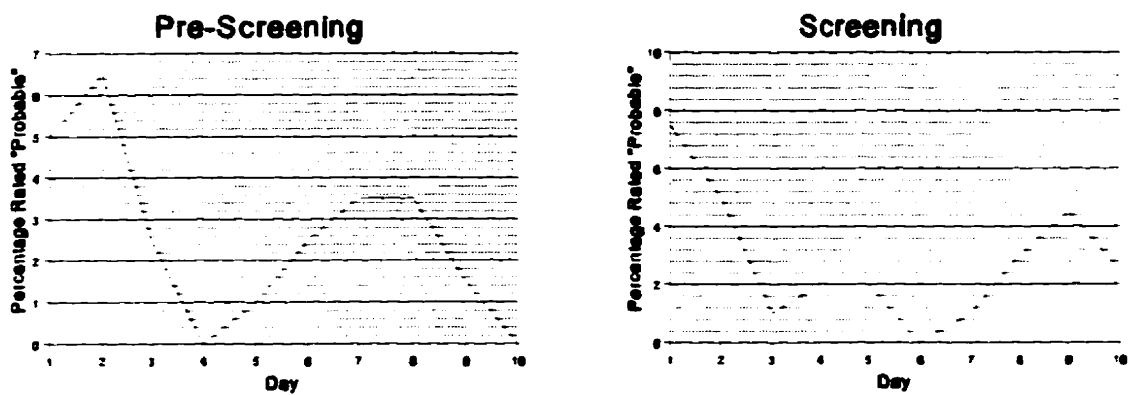 Pre-Screening
Percentage Rated "Probable"
7
6
5
4
3
2
1
0
1 2 3 4 5 6 7 8 9 10
Day
Screening
Percentage Rated "Probable"
10
8
6
4
2
0
1 2 3 4 5 6 7 8 9 10
Day